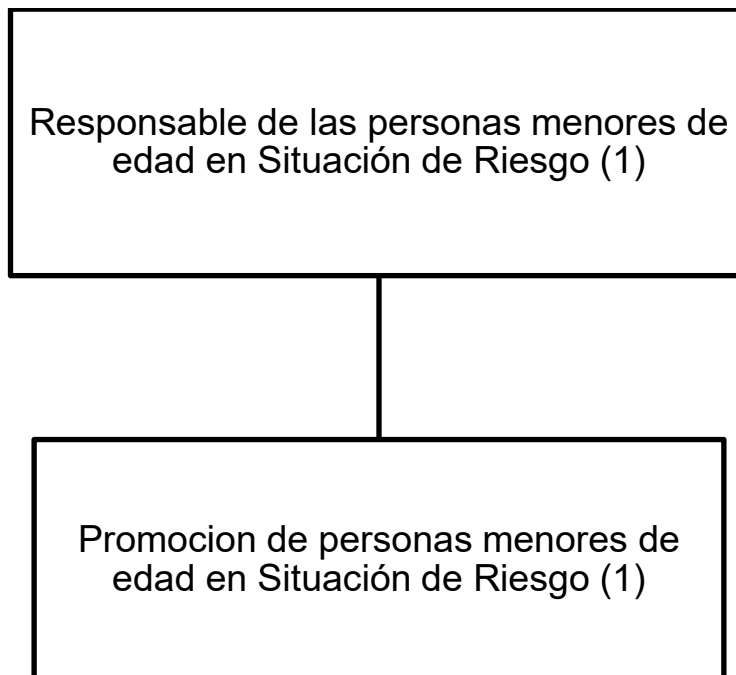 Responsable de las personas menores de
edad en Situación de Riesgo (1)
Promocion de personas menores de
edad en Situación de Riesgo (1)